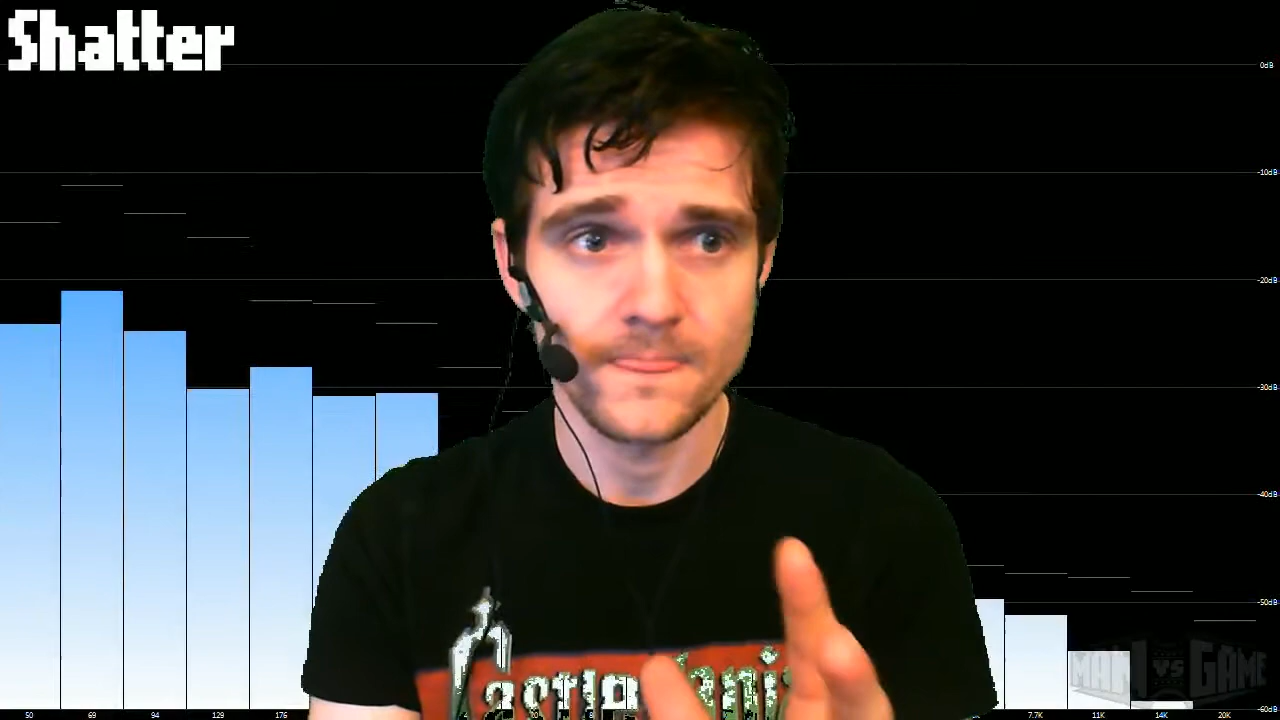 Shatter
0dB
-10dB
-20dB
-30dB
-40dB
-50dB
Castlevania
MAN VS GAME
-60dB
50 69 94 129 176 7.7K 11K 14K 20K